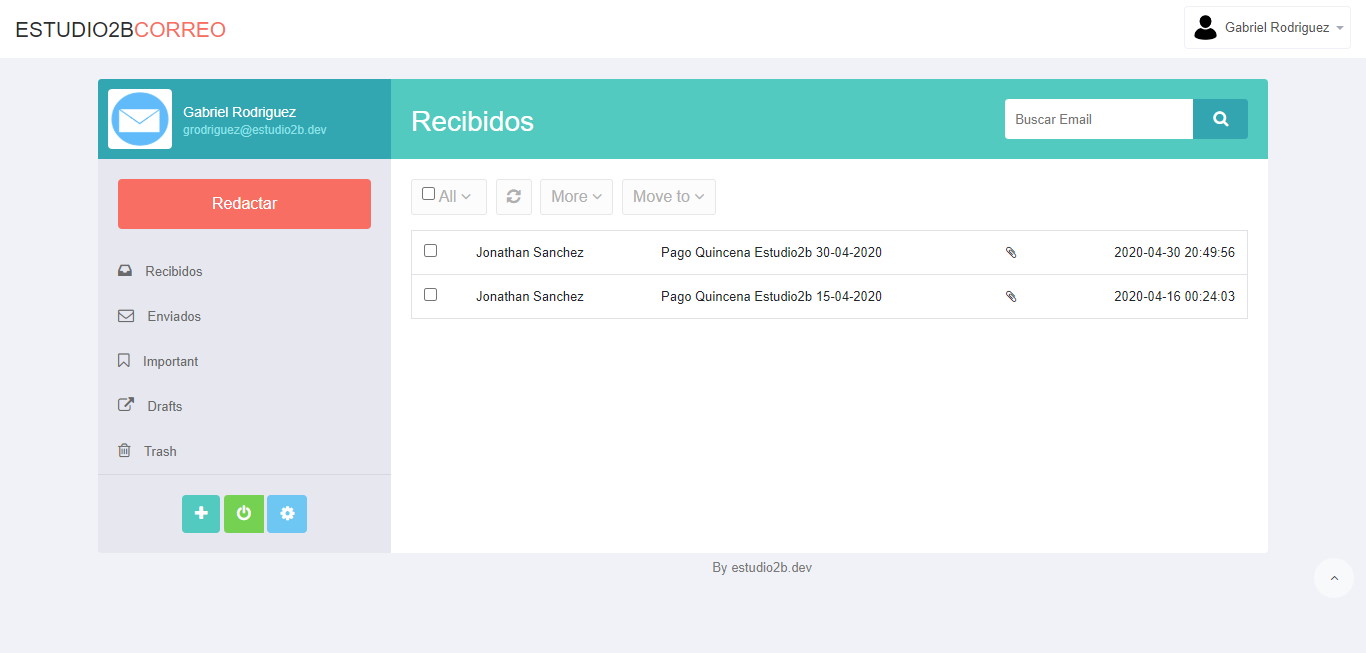 ESTUDIO2BCORREO
Gabriel Rodriguez
Gabriel Rodriguez
grodriguez@estudio2b.dev
Recibidos
Buscar Email
Redactar
Recibidos
Enviados
Important
Drafts
Trash
All
More
Move to
Jonathan Sanchez Pago Quincena Estudio2b 30-04-2020 2020-04-30 20:49:56
Jonathan Sanchez Pago Quincena Estudio2b 15-04-2020 2020-04-16 00:24:03
By estudio2b.dev